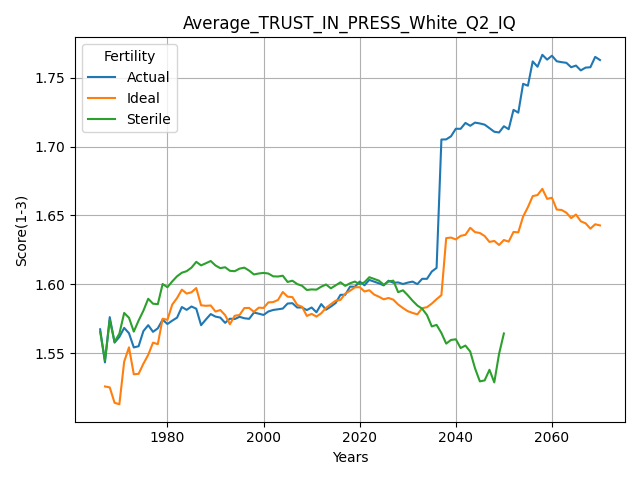 Average_TRUST_IN_PRESS_White_Q2_IQ
Fertility
Actual
Ideal
Sterile
Score(1-3)
1.75
1.70
1.65
1.60
1.55
1980 2000 2020 2040 2060
Years